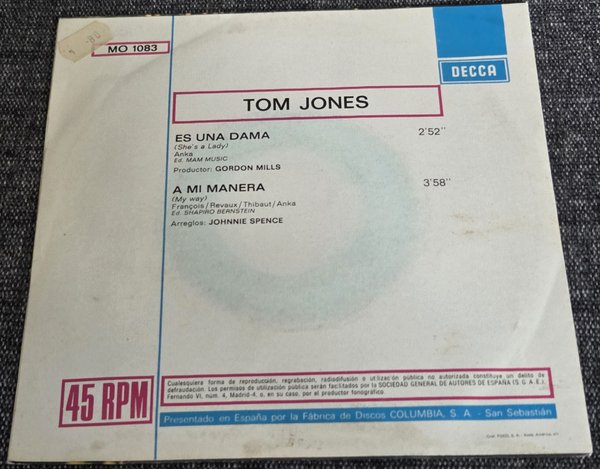 -80
MO 1083
DECCA
TOM JONES
ES UNA DAMA 2'52''
(She's a Lady)
Anka
Ed. MAM MUSIC
Productor: GORDON MILLS
A MI MANERA 3'58''
(My way)
François/Revaux/Thibaut/Anka
Ed. SHAPIRO BERNSTEIN
Arreglos: JOHNNIE SPENCE
45 RPM
Cualesquiera forma de reproducción, regrabación, radiodifusión o utilización pública no autorizada constituye un delito de
defraudación. Los permisos de utilización pública serán facilitados por la SOCIEDAD GENERAL DE AUTORES DE ESPAÑA (S. G. A. E.),
Fernando VI, núm. 4, Madrid-4, o, en su caso, por el productor fonográfico.
Presentado en España por la Fábrica de Discos COLUMBIA, S. A. - San Sebastián